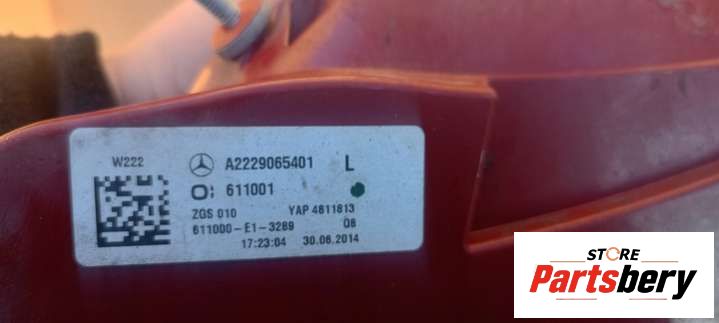 W222
A2229065401 L
611001
ZGS 010 YAP 4811813
611000-E1-3289 08
17:23:04 30.06.2014
STORE
Partsbery